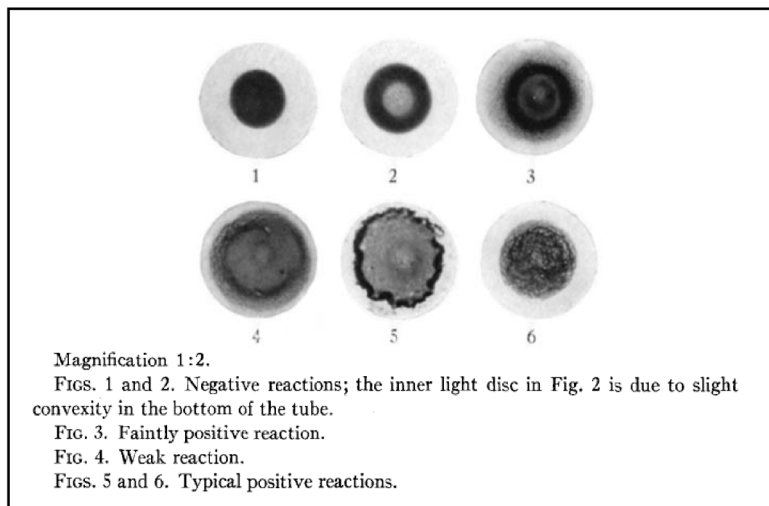 1 2 3
4 5 6
Magnification 1:2.
FIGS. 1 and 2. Negative reactions; the inner light disc in Fig. 2 is due to slight
convexity in the bottom of the tube.
FIG. 3. Faintly positive reaction.
FIG. 4. Weak reaction.
FIGS. 5 and 6. Typical positive reactions.